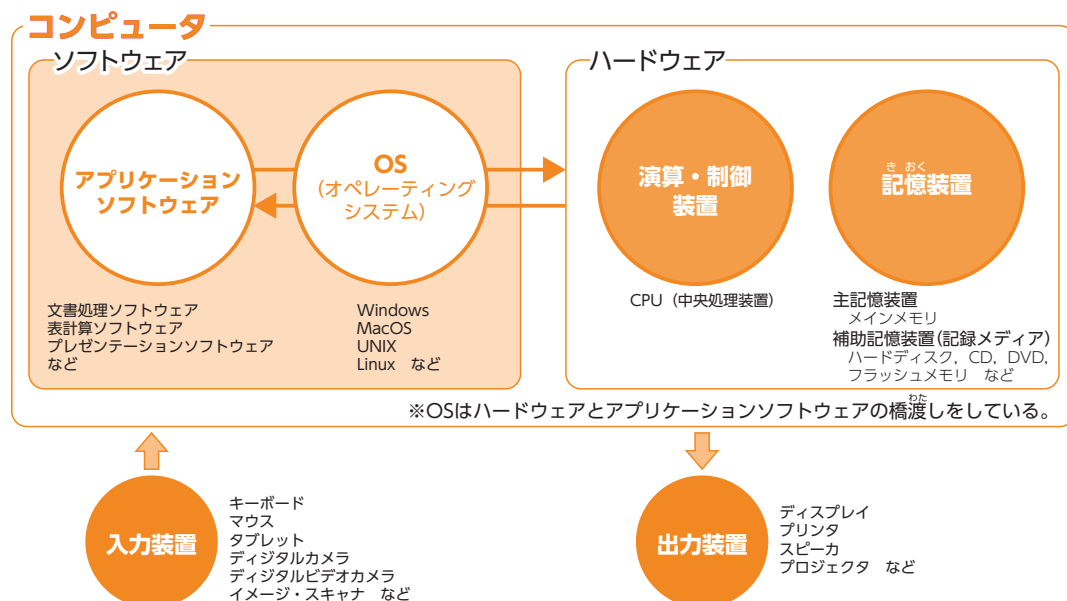 コンピュータ
ソフトウェア
アプリケーション
ソフトウェア
OS
(オペレーティング
システム)
文書処理ソフトウェア
表計算ソフトウェア
プレゼンテーションソフトウェア
など
Windows
MacOS
UNIX
Linux など
ハードウェア
演算・制御
装置
CPU(中央処理装置)
きおく
記憶装置
主記憶装置
メインメモリ
補助記憶装置(記録メディア)
ハードディスク,CD,DVD,
フラッシュメモリ など
わた
※OSはハードウェアとアプリケーションソフトウェアの橋渡しをしている。
入力装置
キーボード
マウス
タブレット
ディジタルカメラ
ディジタルビデオカメラ
イメージ・スキャナ など
出力装置
ディスプレイ
プリンタ
スピーカ
プロジェクタ など